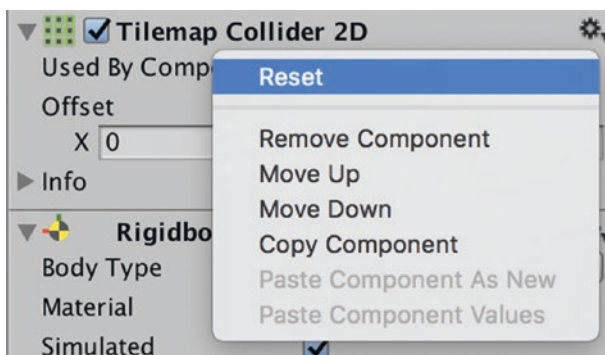 Tilemap Collider 2D
Used By Compo
Reset
Offset
X 0
Remove Component
Info
Move Up
Move Down
Rigidbo
Copy Component
Body Type
Paste Component As New
Material
Paste Component Values
Simulated